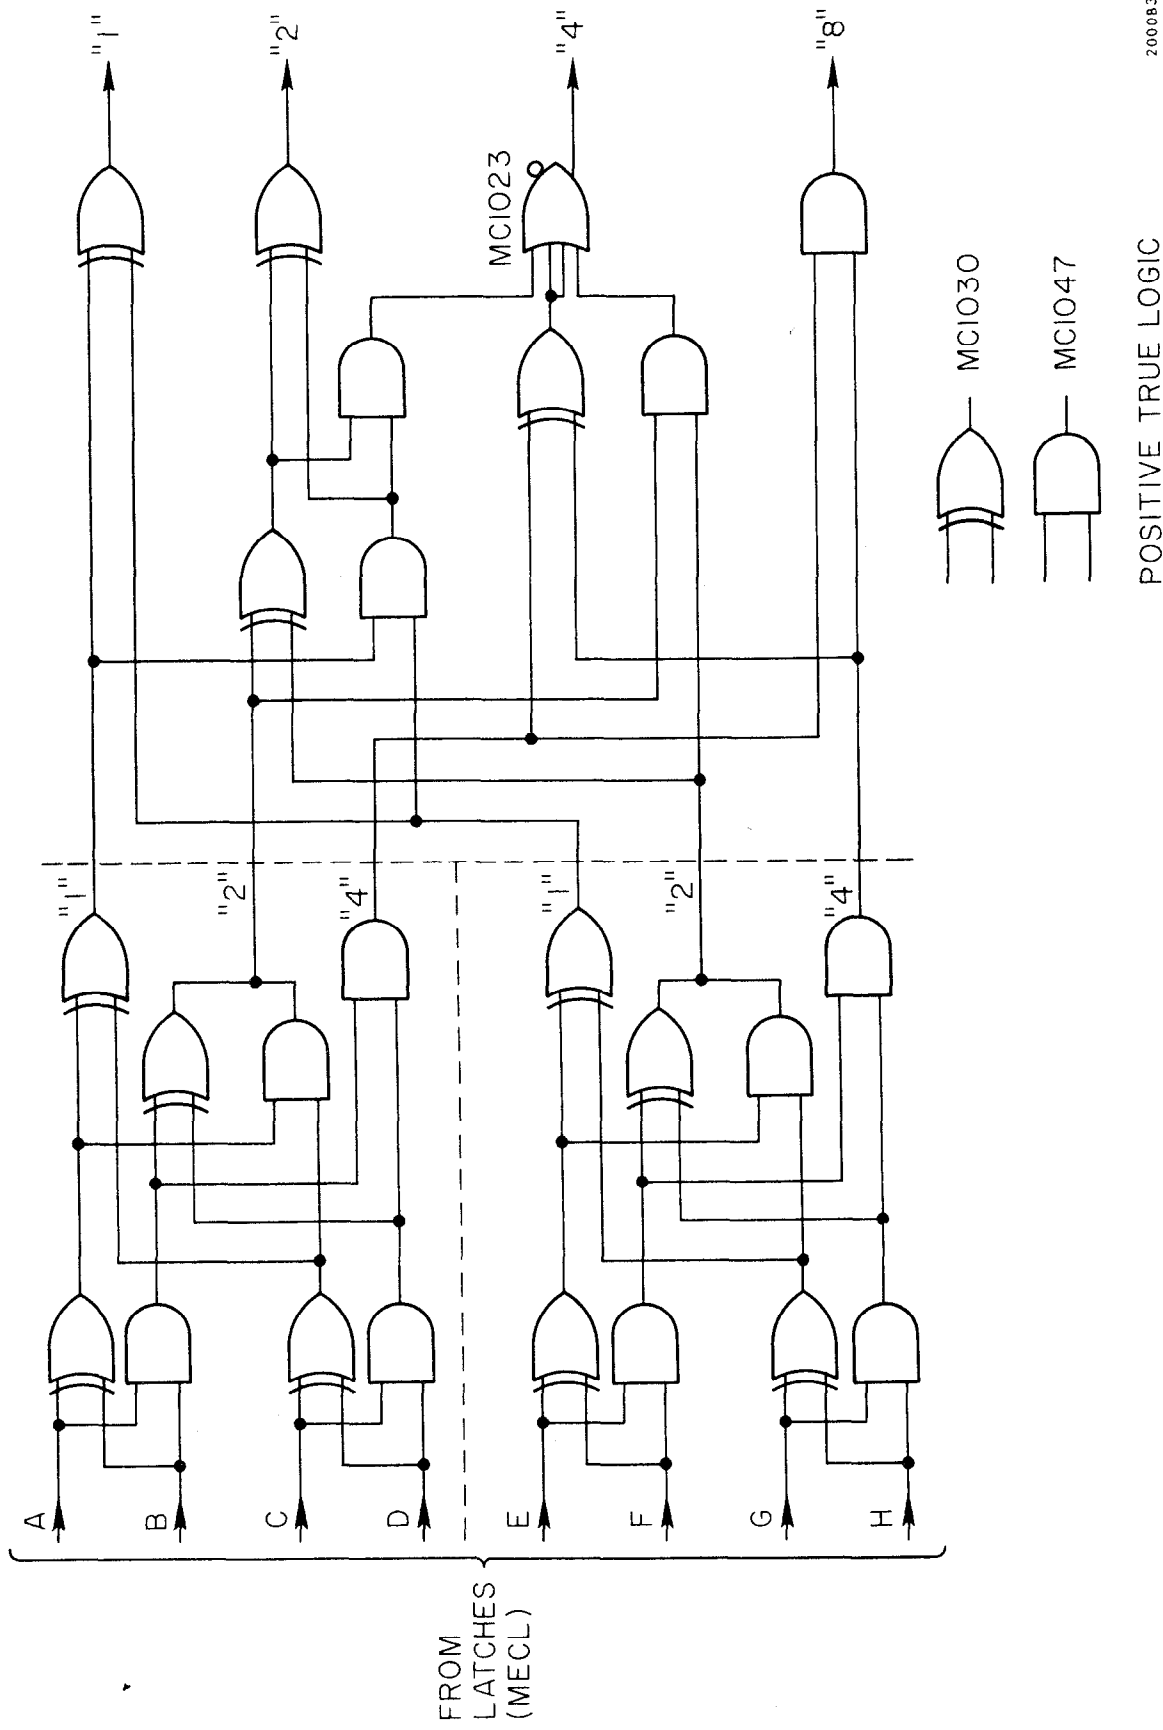 FROM
LATCHES
(MECL)
A
B
C
D
E
F
G
H
"1"
"2"
"4"
"1"
"2"
"4"
MC1023
"1"
"2"
"4"
"8"
MC1030
MC1047
POSITIVE TRUE LOGIC
2000B3